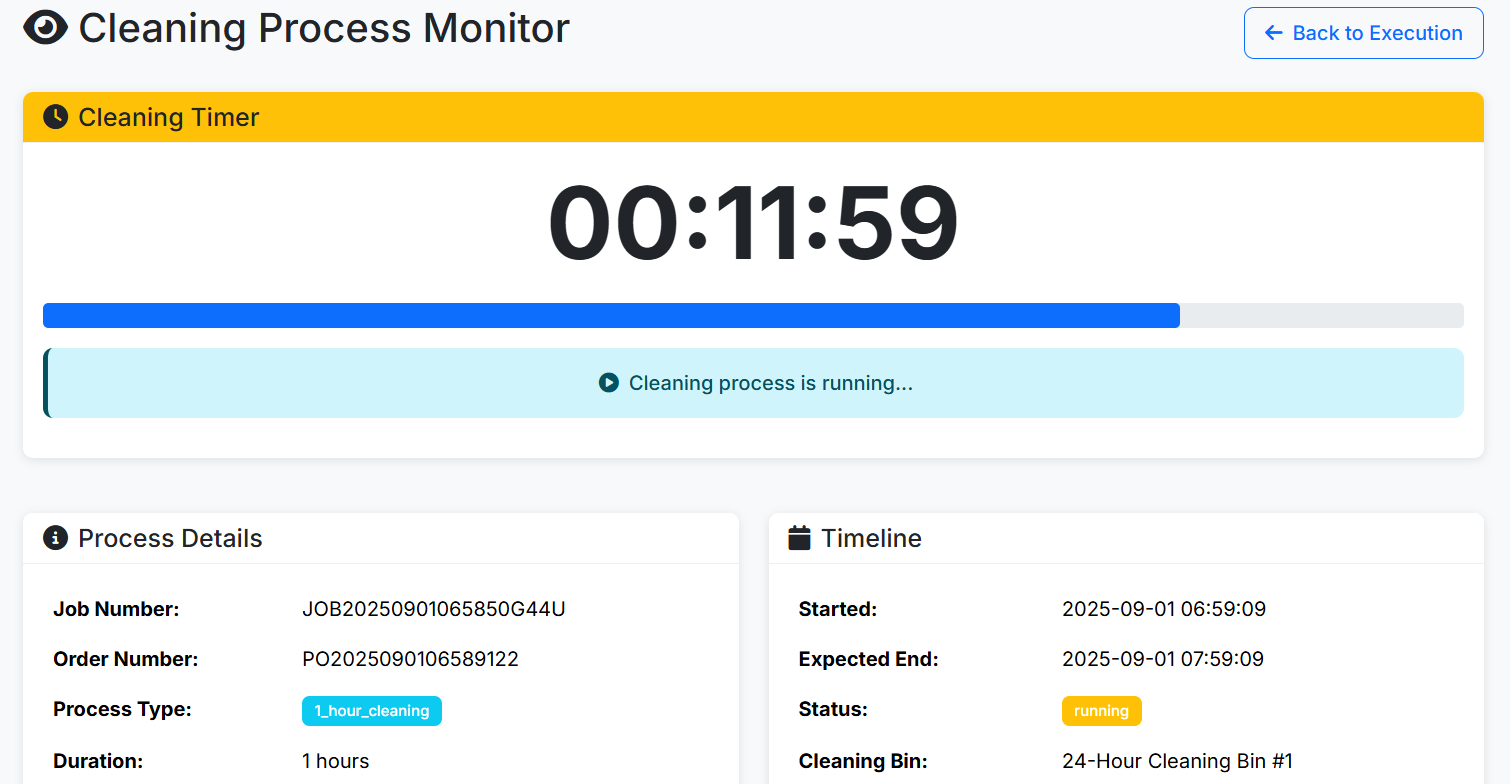 Cleaning Process Monitor
Back to Execution
Cleaning Timer
00:11:59
Cleaning process is running...
Process Details
Job Number: JOB20250901065850G44U
Order Number: PO2025090106589122
Process Type: 1_hour_cleaning
Duration: 1 hours
Timeline
Started: 2025-09-01 06:59:09
Expected End: 2025-09-01 07:59:09
Status: running
Cleaning Bin: 24-Hour Cleaning Bin #1